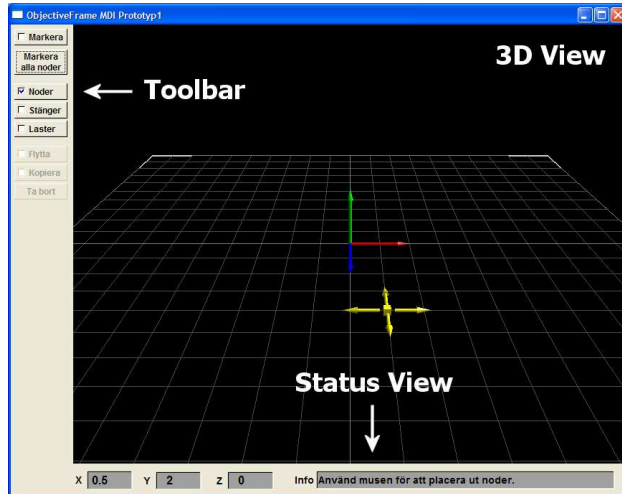 ObjectiveFrame MDI Prototyp1
Markera
Markera
alla noder
Noder
Stänger
Laster
Flytta
Kopiera
Ta bort
3D View
Toolbar
Status View
X 0.5 Y 2 Z 0 Info Använd musen för att placera ut noder.